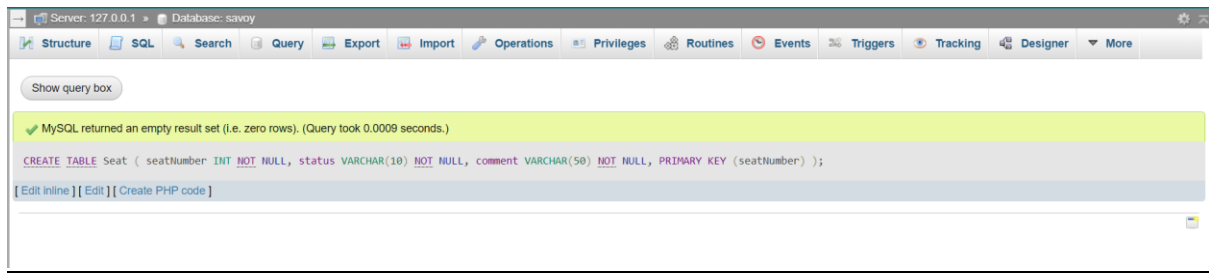 Server: 127.0.0.1 » Database: savoy
Structure SQL Search Query Export Import Operations Privileges Routines Events Triggers Tracking Designer More
Show query box
MySQL returned an empty result set (i.e. zero rows). (Query took 0.0009 seconds.)
CREATE TABLE Seat ( seatNumber INT NOT NULL, status VARCHAR(10) NOT NULL, comment VARCHAR(50) NOT NULL, PRIMARY KEY (seatNumber) );
[ Edit inline ] [ Edit ] [ Create PHP code ]